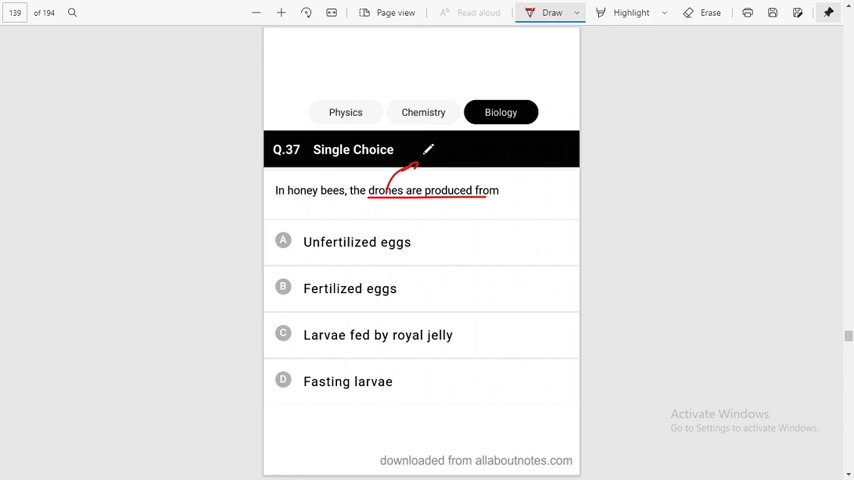 139 of 194 Page view Read aloud Draw Highlight Erase
Physics Chemistry Biology
Q.37 Single Choice
In honey bees, the drones are produced from
A Unfertilized eggs
B Fertilized eggs
C Larvae fed by royal jelly
D Fasting larvae
Activate Windows
Go to Settings to activate Windows.
downloaded from allaboutnotes.com